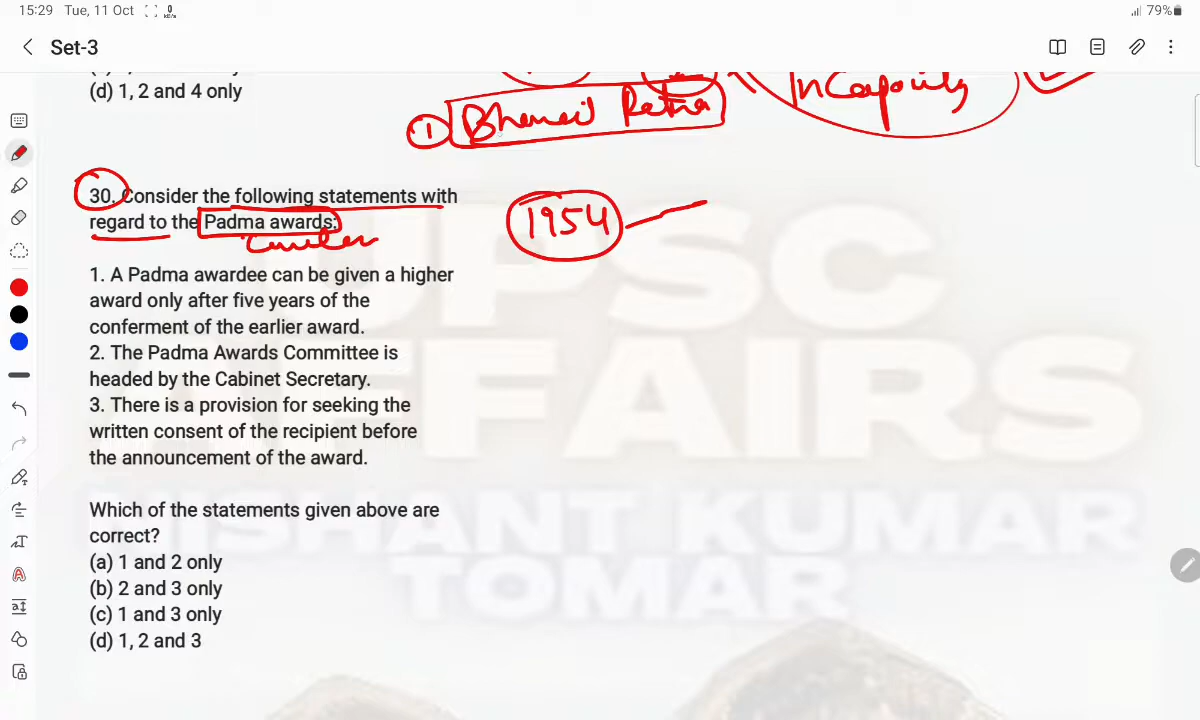 15:29 Tue, 11 Oct
79%
Set-3
(d) 1, 2 and 4 only
① Bharat Ratna
30. Consider the following statements with
regard to the Padma awards:
1954
1. A Padma awardee can be given a higher
award only after five years of the
conferment of the earlier award.
2. The Padma Awards Committee is
headed by the Cabinet Secretary.
3. There is a provision for seeking the
written consent of the recipient before
the announcement of the award.
Which of the statements given above are
correct?
(a) 1 and 2 only
(b) 2 and 3 only
(c) 1 and 3 only
(d) 1, 2 and 3
UPSC
AFFAIRS
NISHANT KUMAR
TOMAR